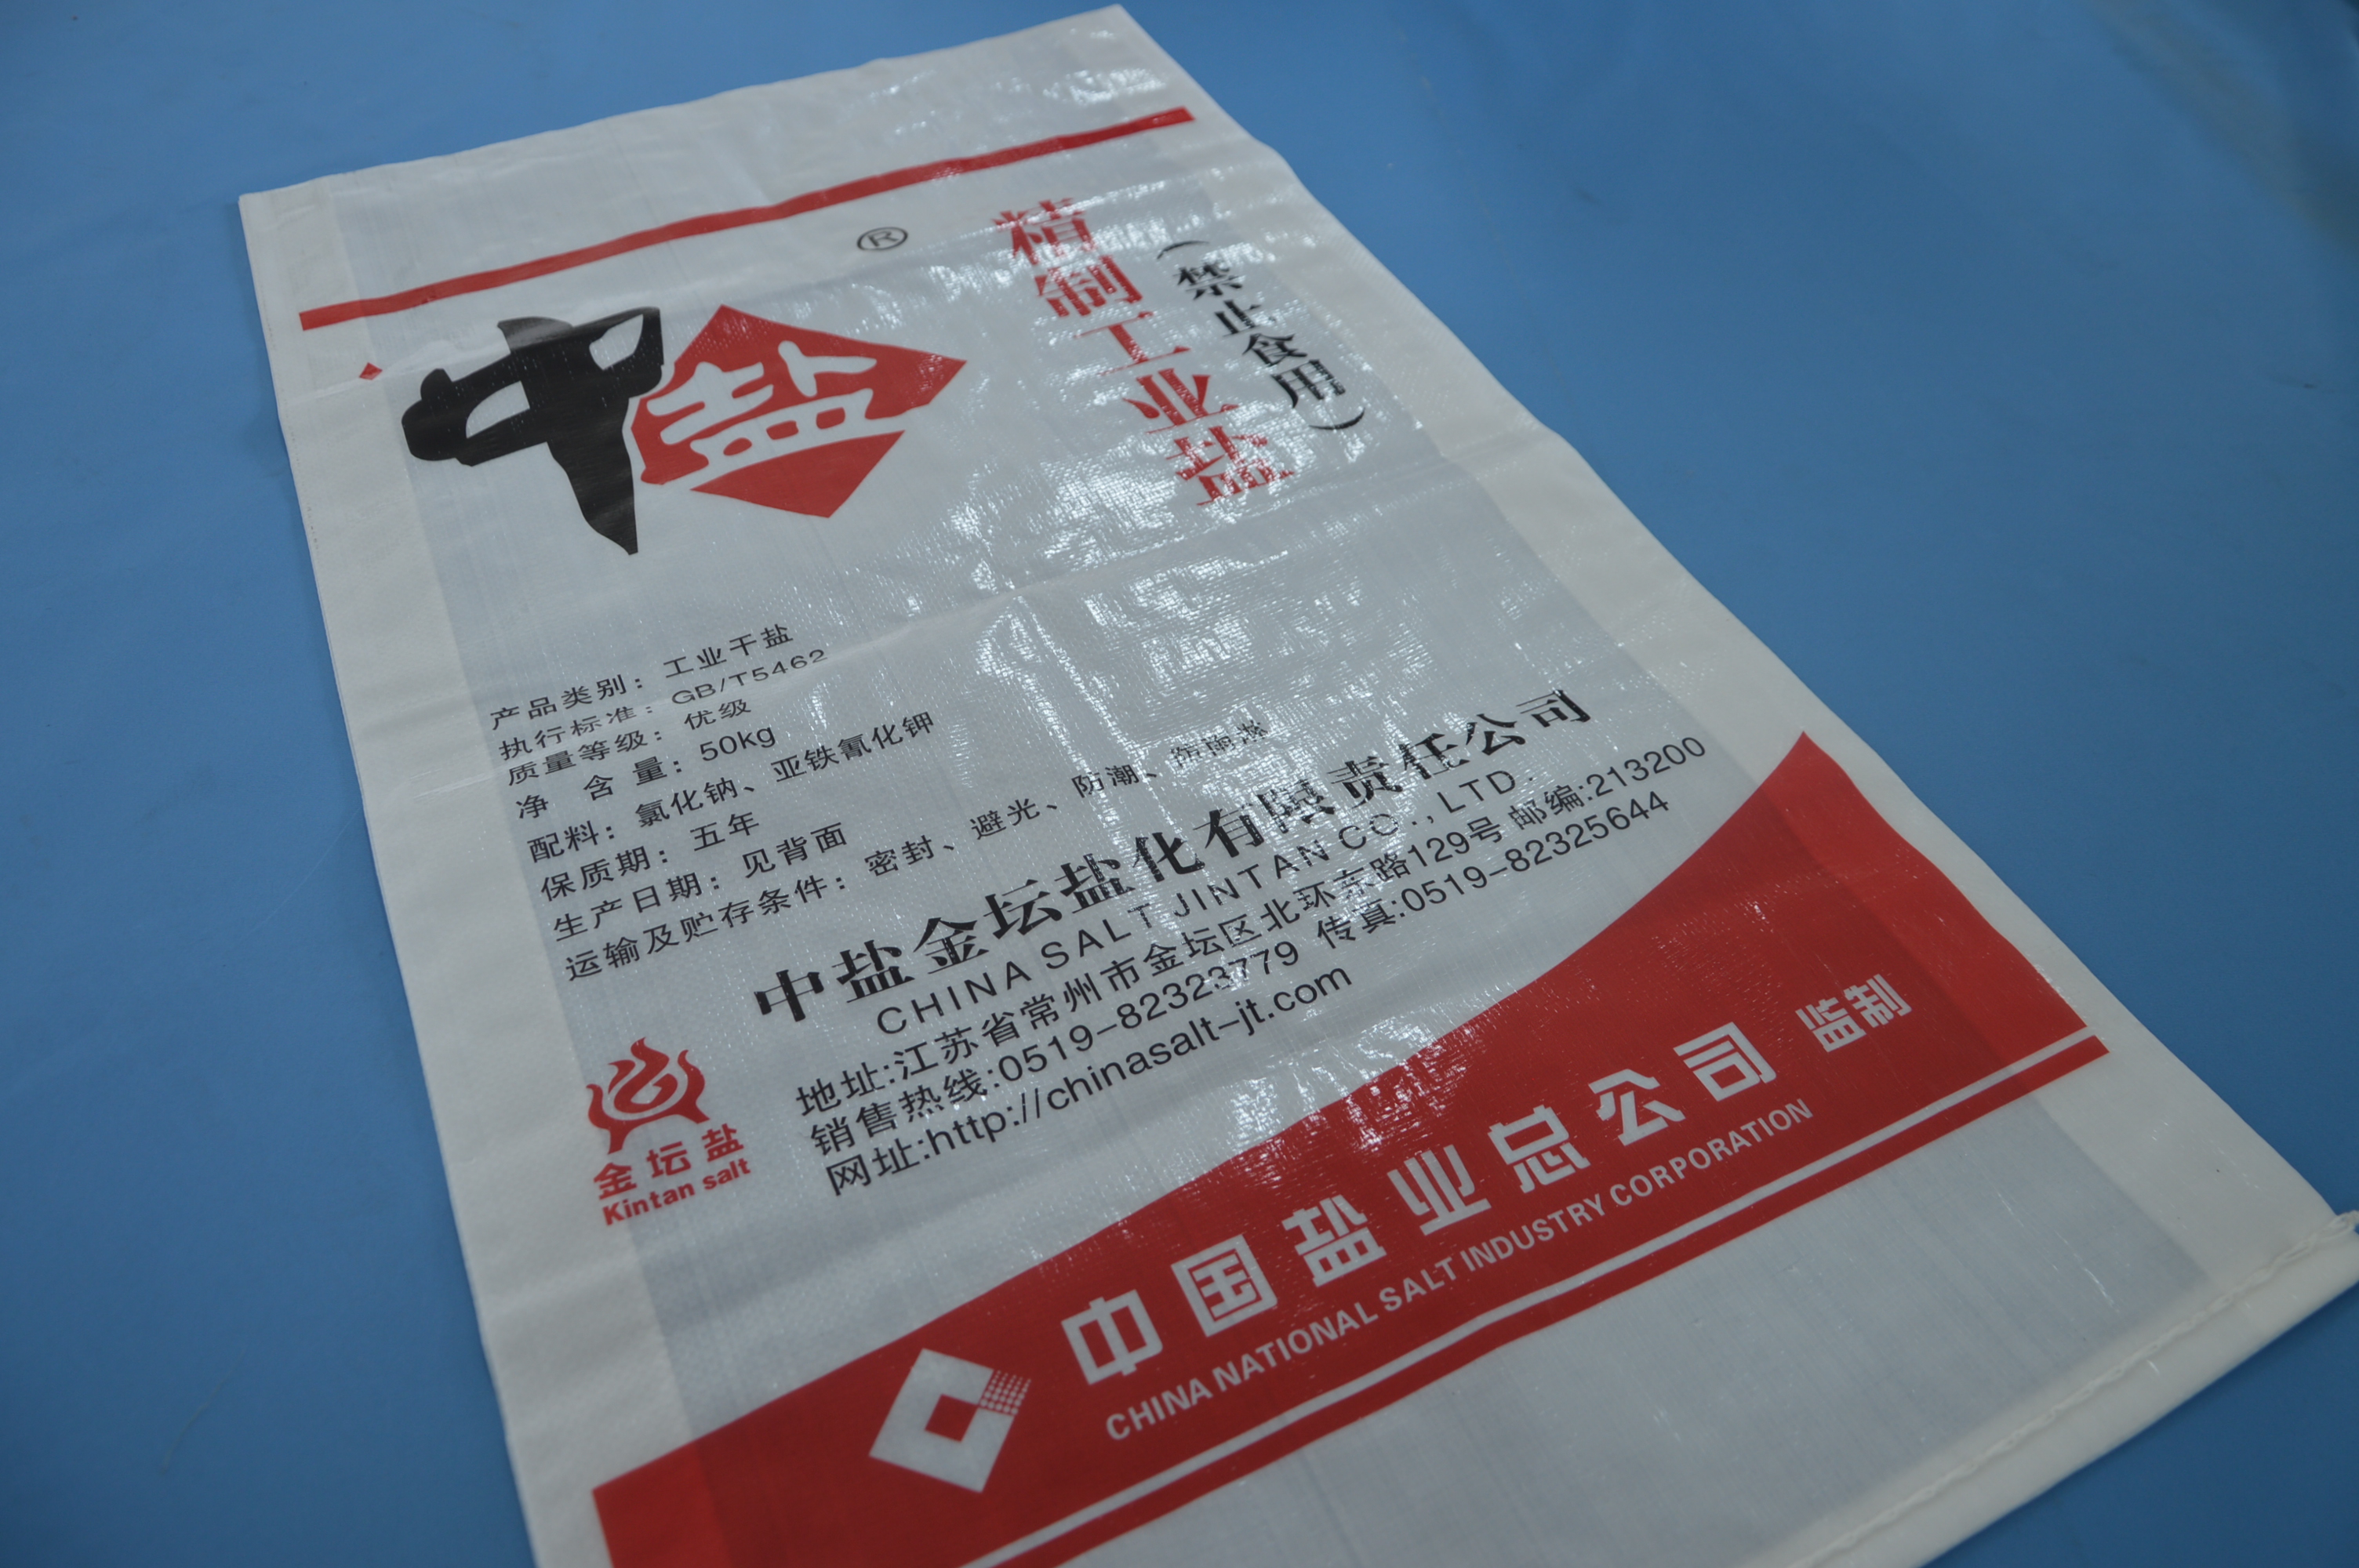 ®
中盐
精制工业盐
（禁止食用）
产品类别：工业干盐
执行标准：GB/T5462
质量等级：优级
净 含 量：50kg
配料：氯化钠、亚铁氰化钾
保质期：五年
生产日期：见背面
运输及贮存条件：密封、避光、防潮、防雨淋
中盐金坛盐化有限责任公司
CHINA SALT JINTAN CO., LTD.
地址:江苏省常州市金坛区北环东路129号 邮编:213200
销售热线:0519-82323779 传真:0519-82325644
网址:http://chinasalt-jt.com
金坛盐
Kintan salt
中国盐业总公司 监制
CHINA NATIONAL SALT INDUSTRY CORPORATION